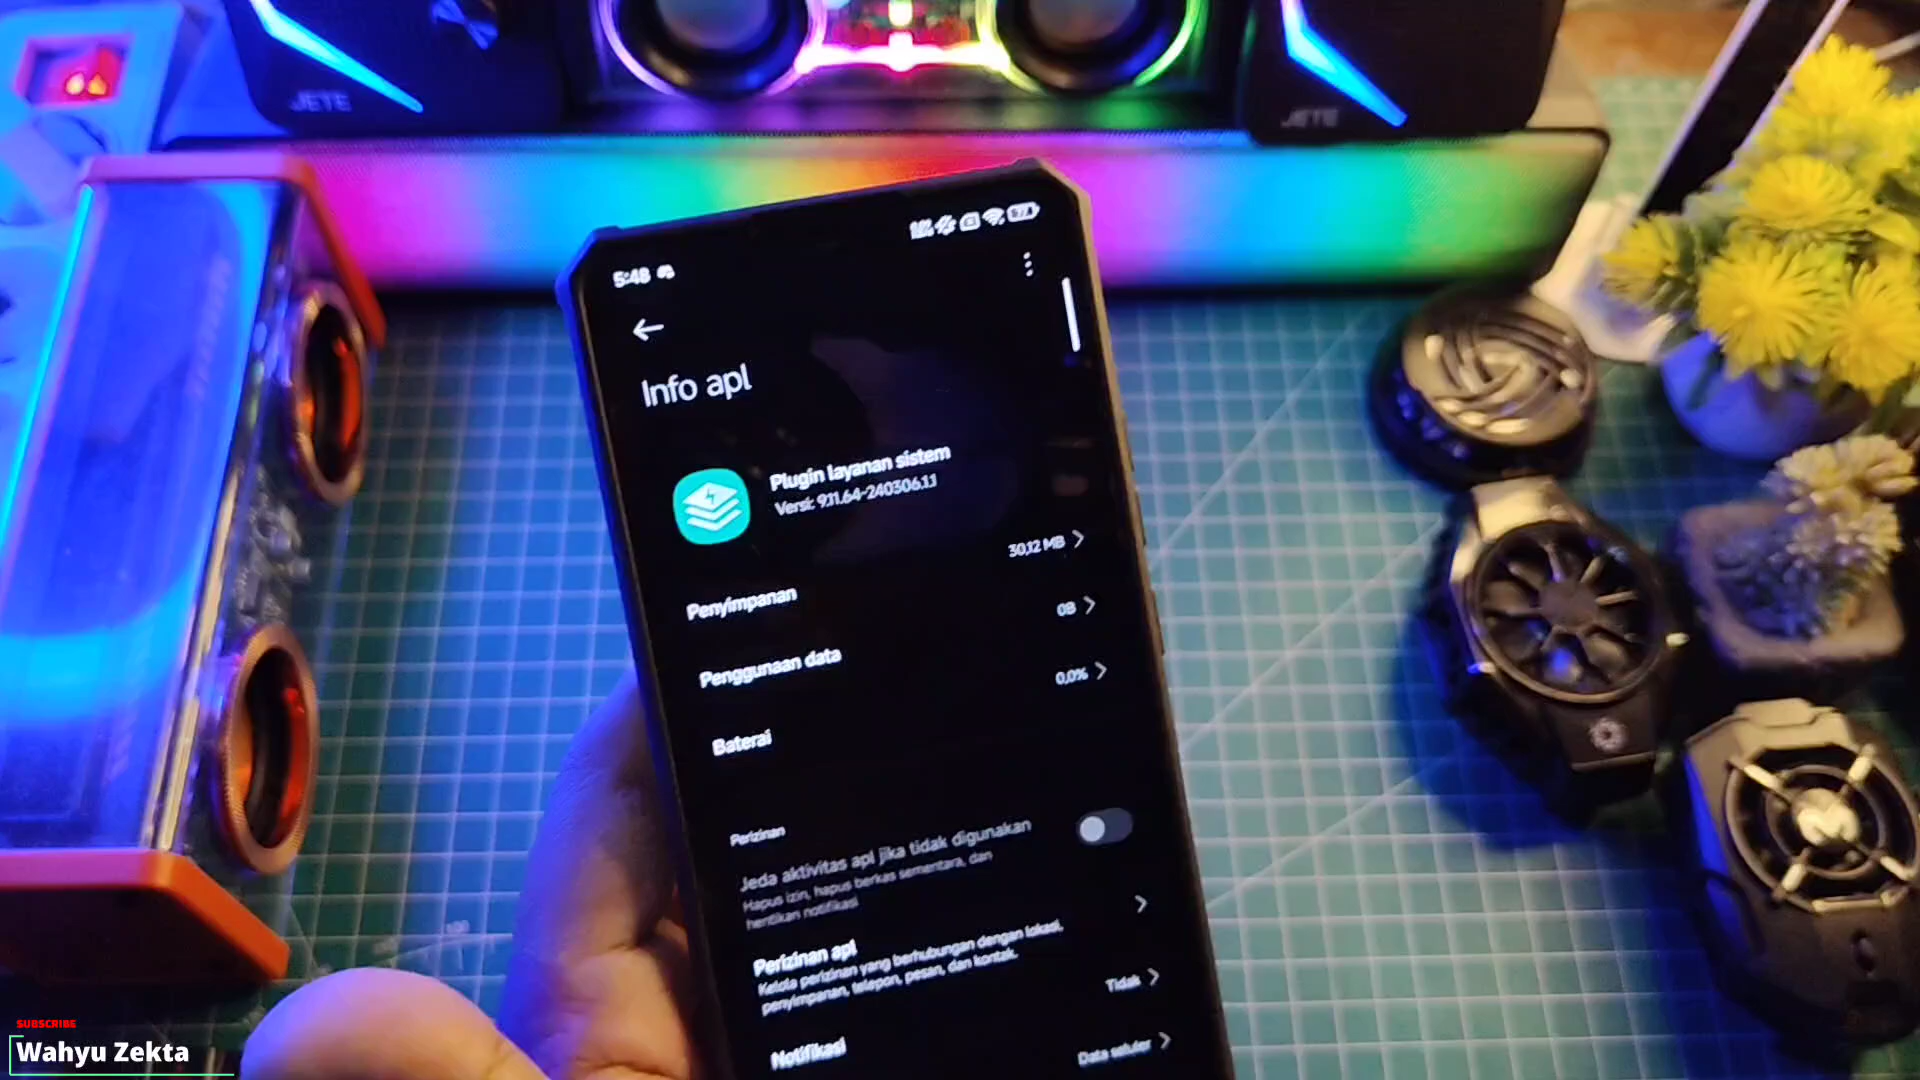 JETE
JETE
5:48
Info apl
Plugin layanan sistem
Versi: 9.11.64-240306.1.1
30,12 MB
Penyimpanan
0B
Penggunaan data
0,0%
Baterai
Perizinan
Jeda aktivitas apl jika tidak digunakan
Hapus izin, hapus berkas sementara, dan
hentikan notifikasi
Perizinan apl
Kelola perizinan yang berhubungan dengan lokasi,
penyimpanan, telepon, pesan, dan kontak.
Tidak
Notifikasi
Data seluler
SUBSCRIBE
Wahyu Zekta